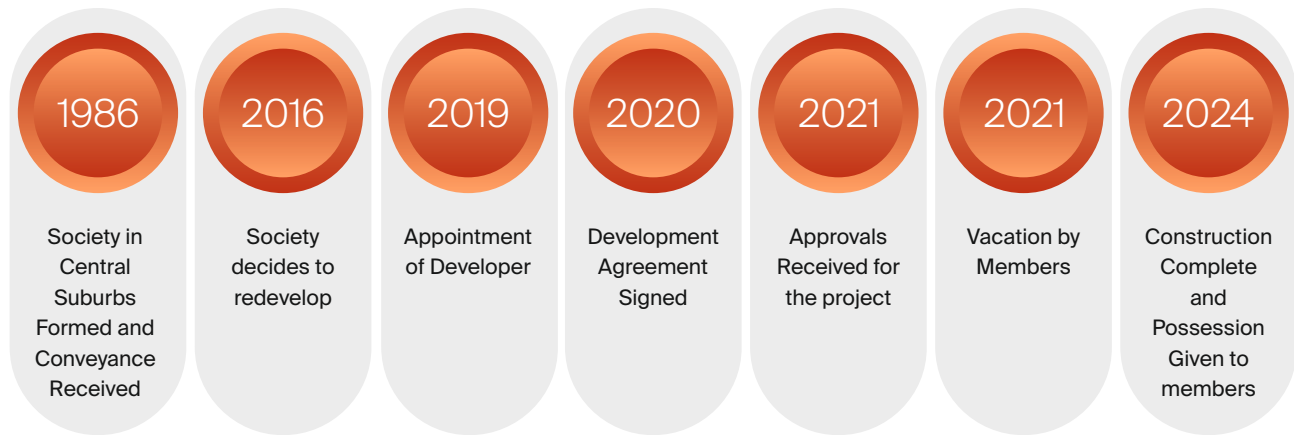 1986
Society in
Central
Suburbs
Formed and
Conveyance
Received
2016
Society
decides to
redevelop
2019
Appointment
of Developer
2020
Development
Agreement
Signed
2021
Approvals
Received for
the project
2021
Vacation by
Members
2024
Construction
Complete
and
Possession
Given to
members